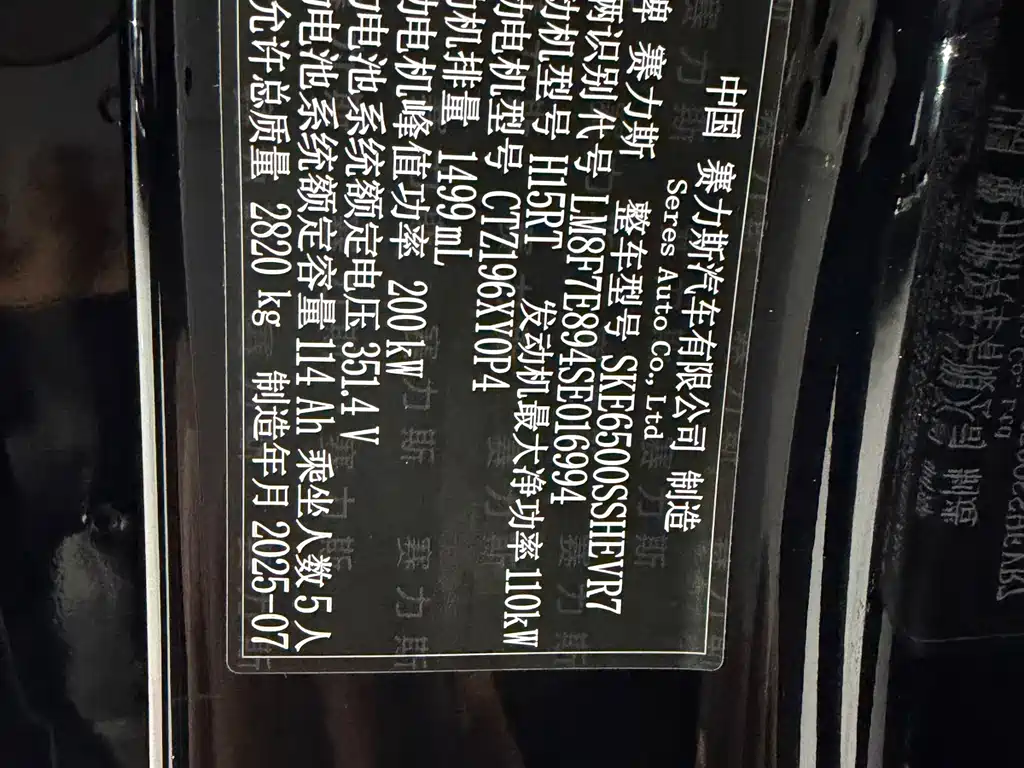 中国 赛力斯汽车有限公司 制造
Seres Auto Co., Ltd
牌 赛力斯 整车型号 SKE6500SSHEVR7
辆识别代号 LM8F7E894SE016994
动机型号 H15RT 发动机最大净功率 110kW
动电机型号 CTZ196XY0P4
动机排量 1499 mL
动电机峰值功率 200 kW
力电池系统额定电压 351.4 V
力电池系统额定容量 114 Ah 乘坐人数 5 人
允许总质量 2820 kg 制造年月 2025-07